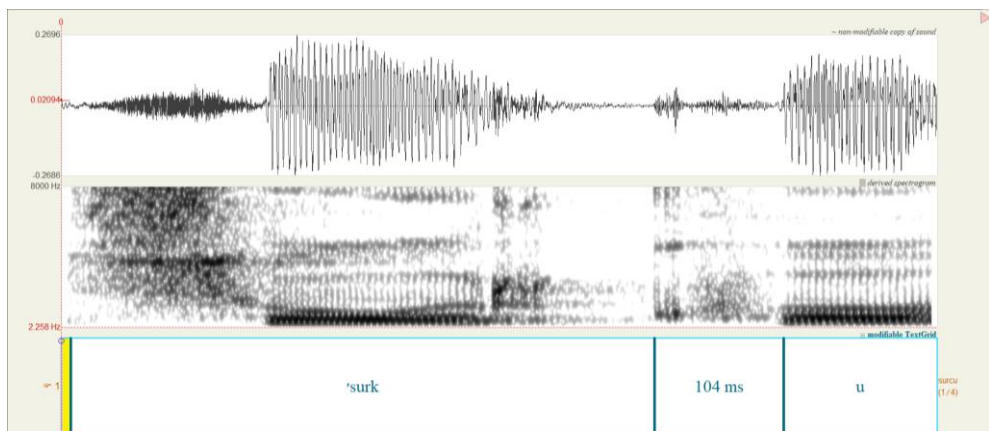 0
0.2696
~ non-modifiable copy of sound
0.02094
-0.2686
8000 Hz
derived spectrogram
2.258 Hz
modifiable TextGrid
1
ˈsurk
104 ms
u
surcu
(1/4)